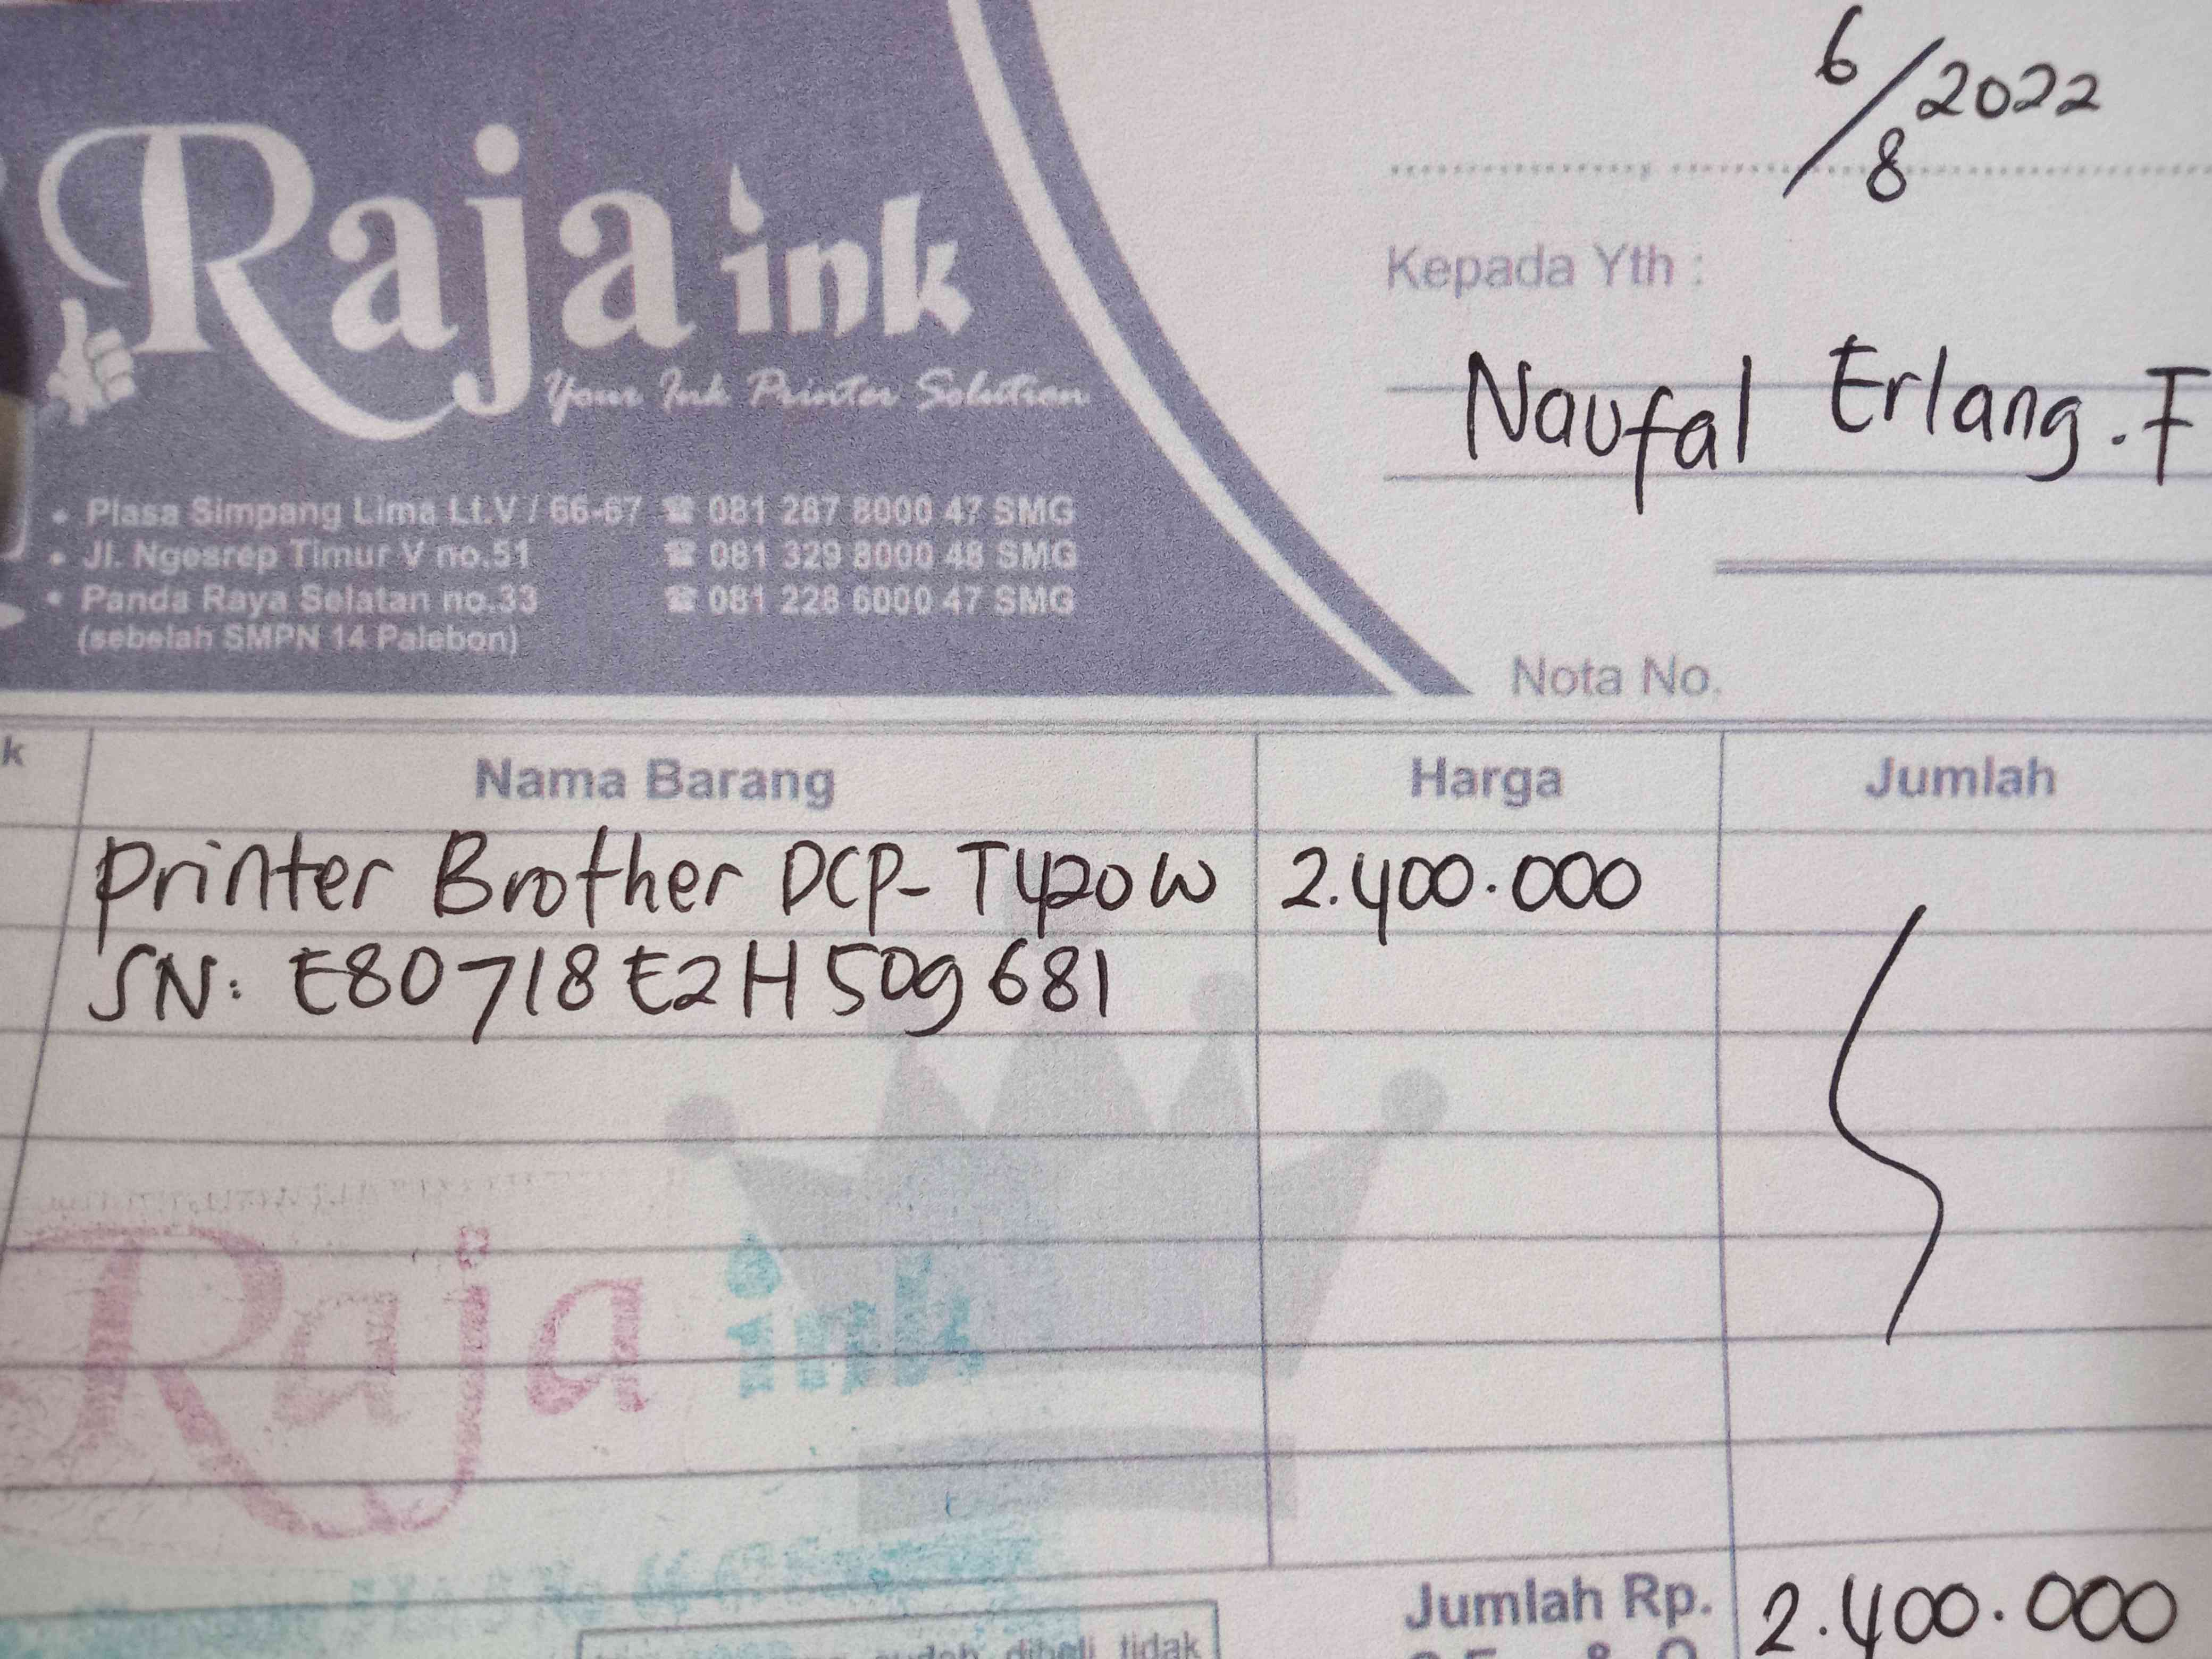 6/8 2022
Raja ink
Your Ink Printer Solution
Kepada Yth :
Naufal Erlang. F
• Plasa Simpang Lima Lt.V / 66-67 ☎ 081 287 8000 47 SMG
• Jl. Ngesrep Timur V no.51 ☎ 081 329 8000 48 SMG
• Panda Raya Selatan no.33 ☎ 081 228 6000 47 SMG
(sebelah SMPN 14 Palebon)
Nota No.
k Nama Barang Harga Jumlah
Printer Brother DCP-T420W 2.400.000
SN: E80718E2H509681
Raja ink
Jumlah Rp. 2.400.000
sudah dibeli tidak